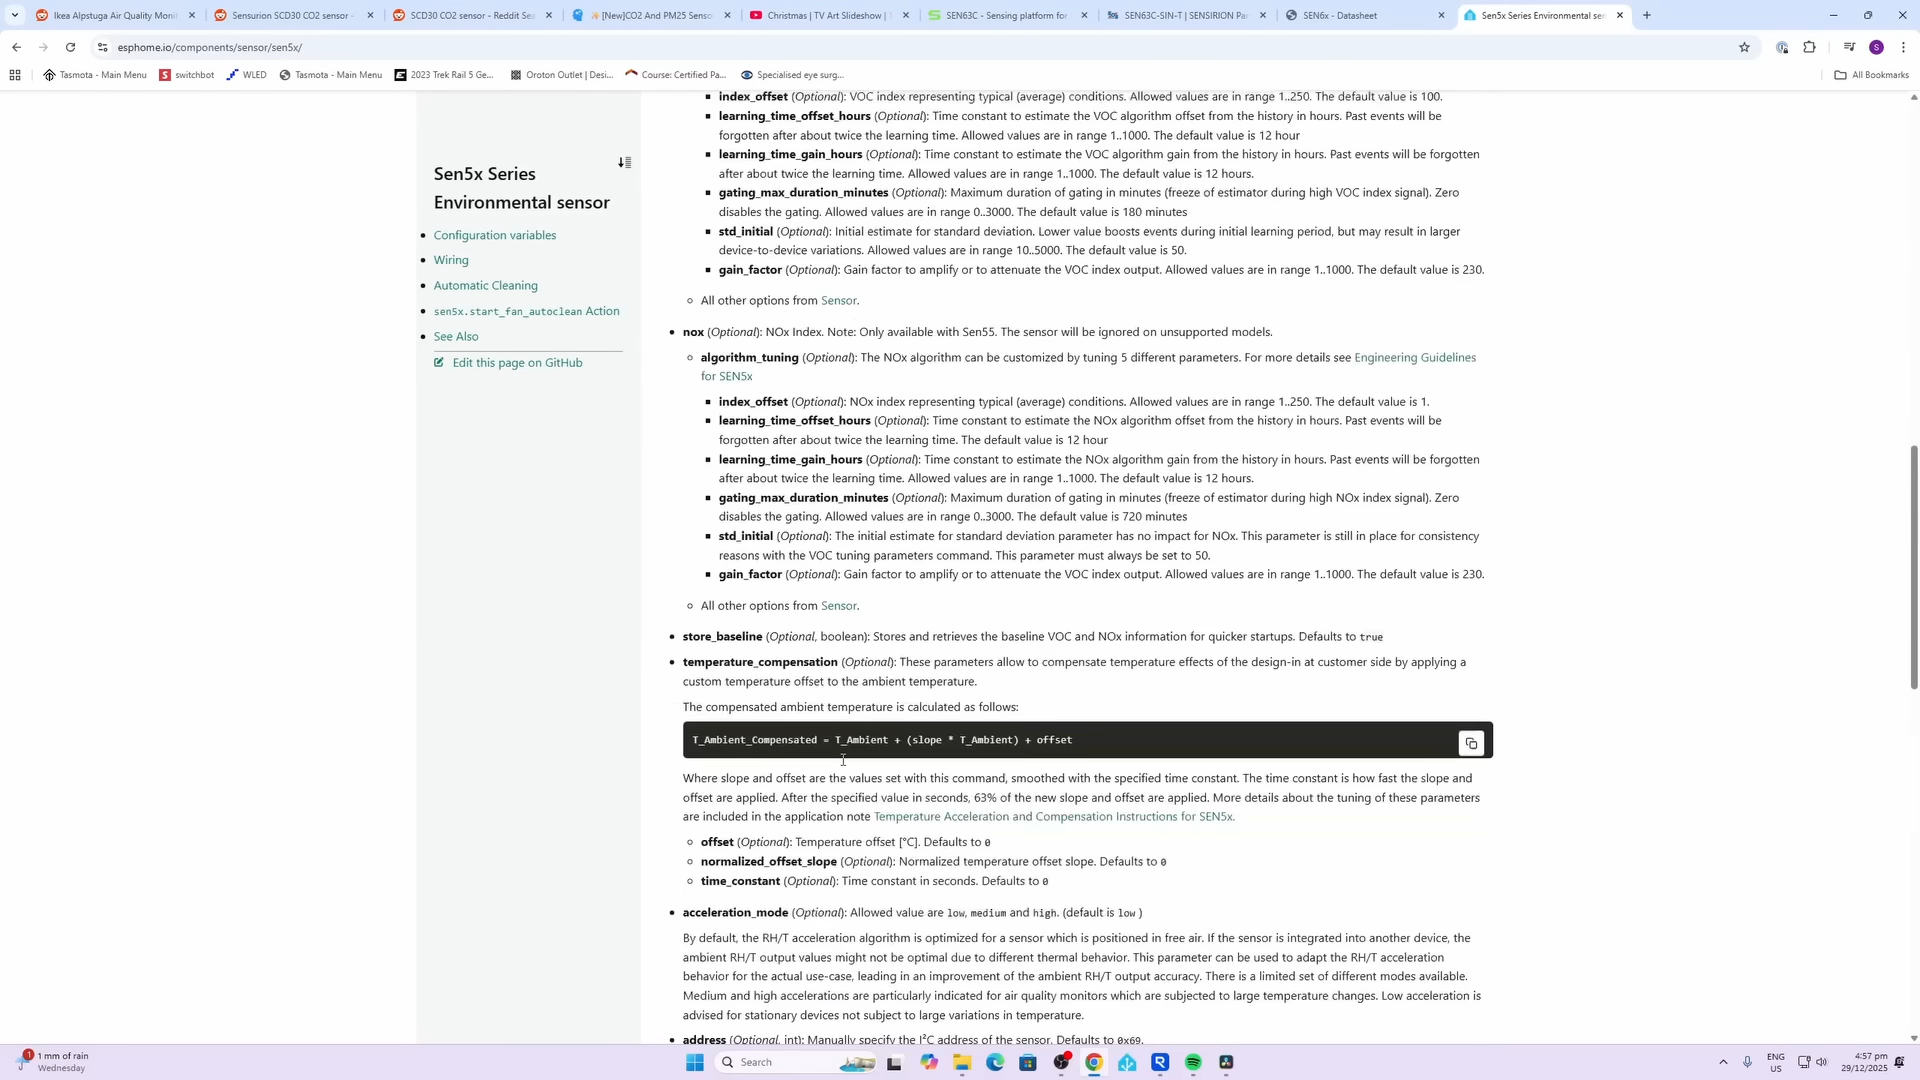 Ikea Alpstuga Air Quality Moni
Sensurion SCD30 CO2 sensor -
SCD30 CO2 sensor - Reddit Sea
[New]CO2 And PM25 Sensor
Christmas | TV Art Slideshow |
SEN63C - Sensing platform for
SEN63C-SIN-T | SENSIRION Par
SEN6x - Datasheet
Sen5x Series Environmental sen
esphome.io/components/sensor/sen5x/
S
Tasmota - Main Menu
switchbot
WLED
Tasmota - Main Menu
2023 Trek Rail 5 Ge...
Oroton Outlet | Desi...
Course: Certified Pa...
Specialised eye surg...
All Bookmarks
Sen5x Series
Environmental sensor
Configuration variables
Wiring
Automatic Cleaning
sen5x.start_fan_autoclean Action
See Also
Edit this page on GitHub
index_offset (Optional): VOC index representing typical (average) conditions. Allowed values are in range 1..250. The default value is 100.
learning_time_offset_hours (Optional): Time constant to estimate the VOC algorithm offset from the history in hours. Past events will be
forgotten after about twice the learning time. Allowed values are in range 1..1000. The default value is 12 hour
learning_time_gain_hours (Optional): Time constant to estimate the VOC algorithm gain from the history in hours. Past events will be forgotten
after about twice the learning time. Allowed values are in range 1..1000. The default value is 12 hours.
gating_max_duration_minutes (Optional): Maximum duration of gating in minutes (freeze of estimator during high VOC index signal). Zero
disables the gating. Allowed values are in range 0..3000. The default value is 180 minutes
std_initial (Optional): Initial estimate for standard deviation. Lower value boosts events during initial learning period, but may result in larger
device-to-device variations. Allowed values are in range 10..5000. The default value is 50.
gain_factor (Optional): Gain factor to amplify or to attenuate the VOC index output. Allowed values are in range 1..1000. The default value is 230.
All other options from Sensor.
nox (Optional): NOx Index. Note: Only available with Sen55. The sensor will be ignored on unsupported models.
algorithm_tuning (Optional): The NOx algorithm can be customized by tuning 5 different parameters. For more details see Engineering Guidelines
for SEN5x
index_offset (Optional): NOx index representing typical (average) conditions. Allowed values are in range 1..250. The default value is 1.
learning_time_offset_hours (Optional): Time constant to estimate the NOx algorithm offset from the history in hours. Past events will be
forgotten after about twice the learning time. The default value is 12 hour
learning_time_gain_hours (Optional): Time constant to estimate the NOx algorithm gain from the history in hours. Past events will be forgotten
after about twice the learning time. Allowed values are in range 1..1000. The default value is 12 hours.
gating_max_duration_minutes (Optional): Maximum duration of gating in minutes (freeze of estimator during high NOx index signal). Zero
disables the gating. Allowed values are in range 0..3000. The default value is 720 minutes
std_initial (Optional): The initial estimate for standard deviation parameter has no impact for NOx. This parameter is still in place for consistency
reasons with the VOC tuning parameters command. This parameter must always be set to 50.
gain_factor (Optional): Gain factor to amplify or to attenuate the VOC index output. Allowed values are in range 1..1000. The default value is 230.
All other options from Sensor.
store_baseline (Optional, boolean): Stores and retrieves the baseline VOC and NOx information for quicker startups. Defaults to true
temperature_compensation (Optional): These parameters allow to compensate temperature effects of the design-in at customer side by applying a
custom temperature offset to the ambient temperature.
The compensated ambient temperature is calculated as follows:
T_Ambient_Compensated = T_Ambient + (slope * T_Ambient) + offset
Where slope and offset are the values set with this command, smoothed with the specified time constant. The time constant is how fast the slope and
offset are applied. After the specified value in seconds, 63% of the new slope and offset are applied. More details about the tuning of these parameters
are included in the application note Temperature Acceleration and Compensation Instructions for SEN5x.
offset (Optional): Temperature offset [°C]. Defaults to 0
normalized_offset_slope (Optional): Normalized temperature offset slope. Defaults to 0
time_constant (Optional): Time constant in seconds. Defaults to 0
acceleration_mode (Optional): Allowed value are low, medium and high. (default is low )
By default, the RH/T acceleration algorithm is optimized for a sensor which is positioned in free air. If the sensor is integrated into another device, the
ambient RH/T output values might not be optimal due to different thermal behavior. This parameter can be used to adapt the RH/T acceleration
behavior for the actual use-case, leading in an improvement of the ambient RH/T output accuracy. There is a limited set of different modes available.
Medium and high accelerations are particularly indicated for air quality monitors which are subjected to large temperature changes. Low acceleration is
advised for stationary devices not subject to large variations in temperature.
address (Optional, int): Manually specify the I²C address of the sensor. Defaults to 0x69.
1
1 mm of rain
Wednesday
Search
ENG
US
4:57 pm
29/12/2025